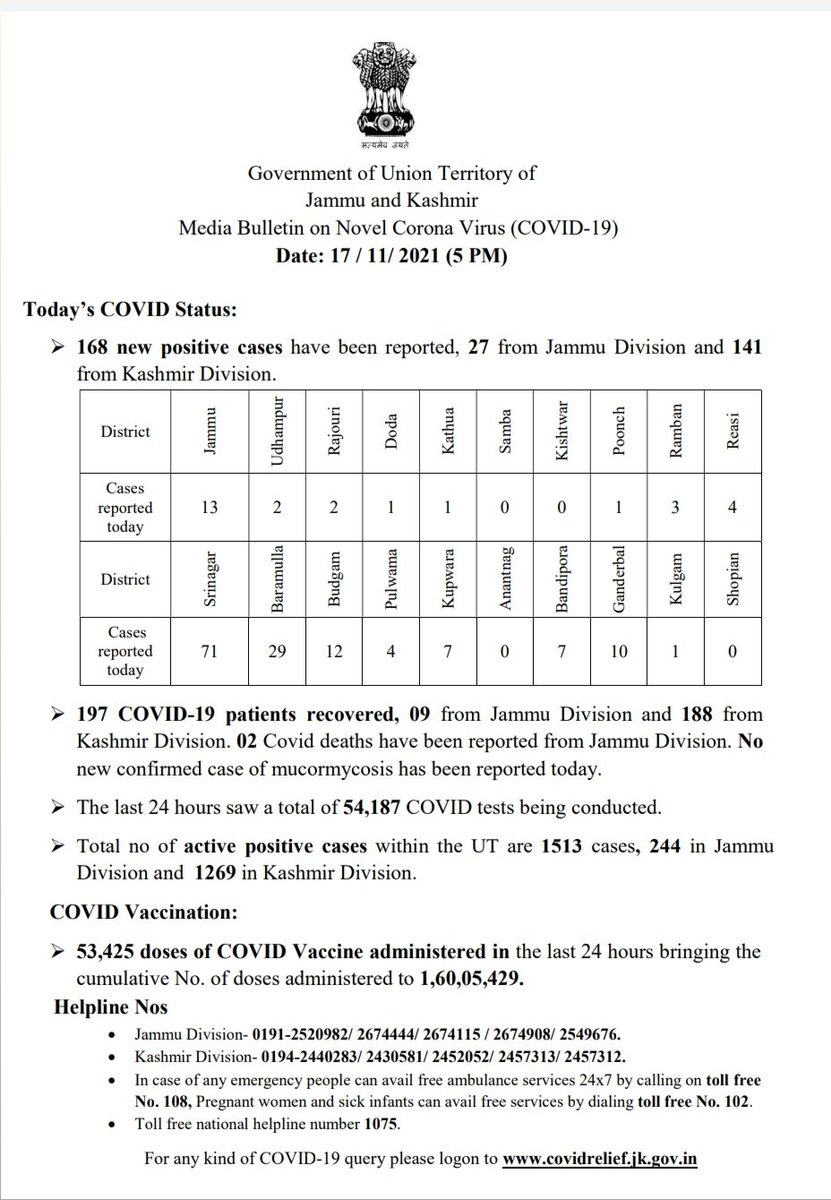 सत्यमेव जयते
Government of Union Territory of
Jammu and Kashmir
Media Bulletin on Novel Corona Virus (COVID-19)
Date: 17 / 11/ 2021 (5 PM)
Today’s COVID Status:
➢ 168 new positive cases have been reported, 27 from Jammu Division and 141
from Kashmir Division.
District Jammu Udhampur Rajouri Doda Kathua Samba Kishtwar Poonch Ramban Reasi
Cases
reported
today
13 2 2 1 1 0 0 1 3 4
District Srinagar Baramulla Budgam Pulwama Kupwara Anantnag Bandipora Ganderbal Kulgam Shopian
Cases
reported
today
71 29 12 4 7 0 7 10 1 0
➢ 197 COVID-19 patients recovered, 09 from Jammu Division and 188 from
Kashmir Division. 02 Covid deaths have been reported from Jammu Division. No
new confirmed case of mucormycosis has been reported today.
➢ The last 24 hours saw a total of 54,187 COVID tests being conducted.
➢ Total no of active positive cases within the UT are 1513 cases, 244 in Jammu
Division and 1269 in Kashmir Division.
COVID Vaccination:
➢ 53,425 doses of COVID Vaccine administered in the last 24 hours bringing the
cumulative No. of doses administered to 1,60,05,429.
Helpline Nos
• Jammu Division- 0191-2520982/ 2674444/ 2674115 / 2674908/ 2549676.
• Kashmir Division- 0194-2440283/ 2430581/ 2452052/ 2457313/ 2457312.
• In case of any emergency people can avail free ambulance services 24x7 by calling on toll free
No. 108, Pregnant women and sick infants can avail free services by dialing toll free No. 102.
• Toll free national helpline number 1075.
For any kind of COVID-19 query please logon to www.covidrelief.jk.gov.in